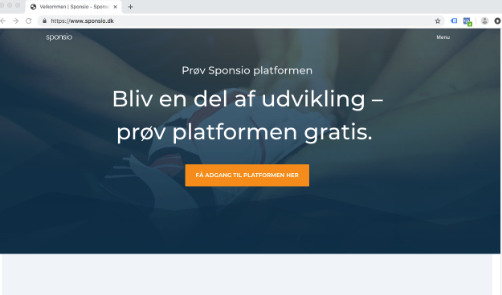 Velkommen | Sponsio - Spons
https://www.sponsio.dk
sponsio
Menu
Prøv Sponsio platformen
Bliv en del af udvikling –
prøv platformen gratis.
FÅ ADGANG TIL PLATFORMEN HER